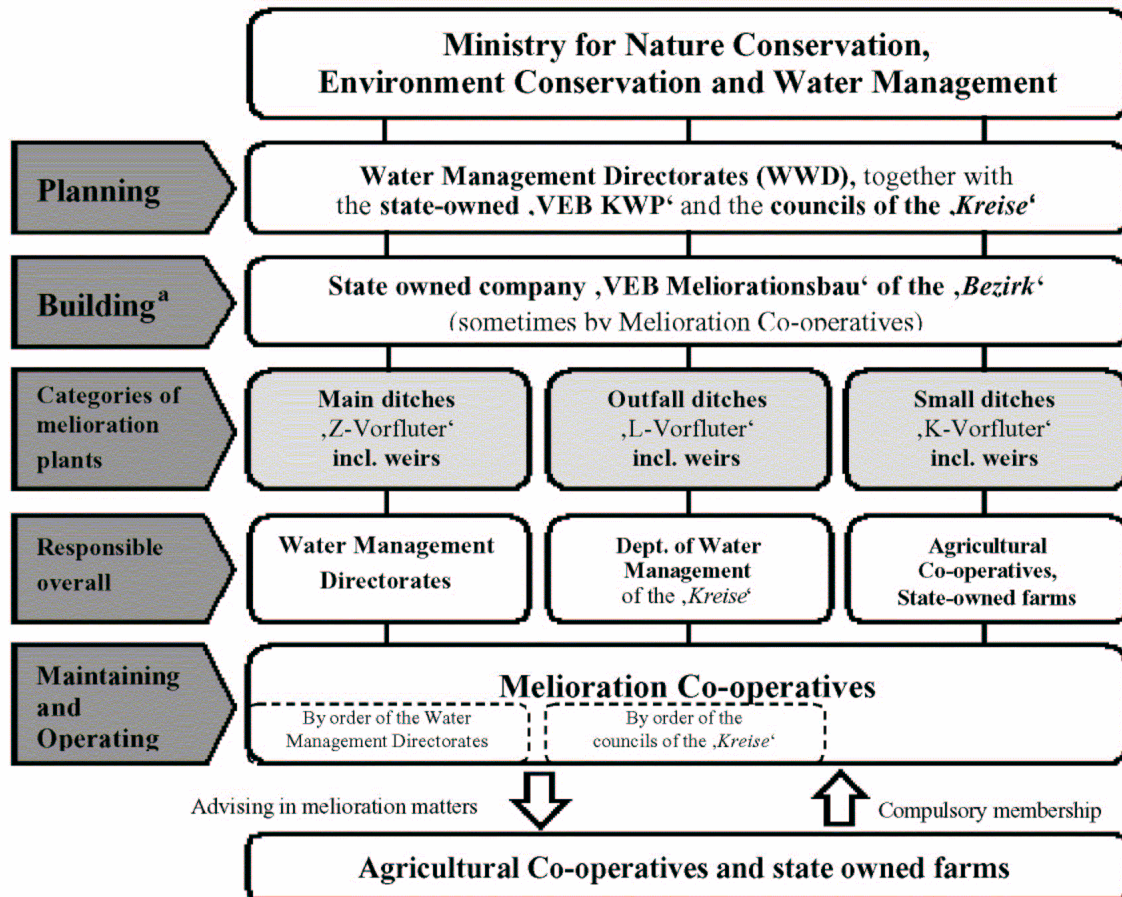 Ministry for Nature Conservation,
Environment Conservation and Water Management
Planning
Water Management Directorates (WWD), together with
the state-owned ‚VEB KWP‘ and the councils of the ‚Kreise‘
Buildingᵃ
State owned company ‚VEB Meliorationsbau‘ of the ‚Bezirk‘
(sometimes by Melioration Co-operatives)
Categories of
melioration
plants
Main ditches
‚Z-Vorfluter‘
incl. weirs
Outfall ditches
‚L-Vorfluter‘
incl. weirs
Small ditches
‚K-Vorfluter‘
incl. weirs
Responsible
overall
Water Management
Directorates
Dept. of Water
Management
of the ‚Kreise‘
Agricultural
Co-operatives,
State-owned farms
Maintaining
and
Operating
Melioration Co-operatives
By order of the Water
Management Directorates
By order of the
councils of the ‚Kreise‘
Advising in melioration matters
Compulsory membership
Agricultural Co-operatives and state owned farms